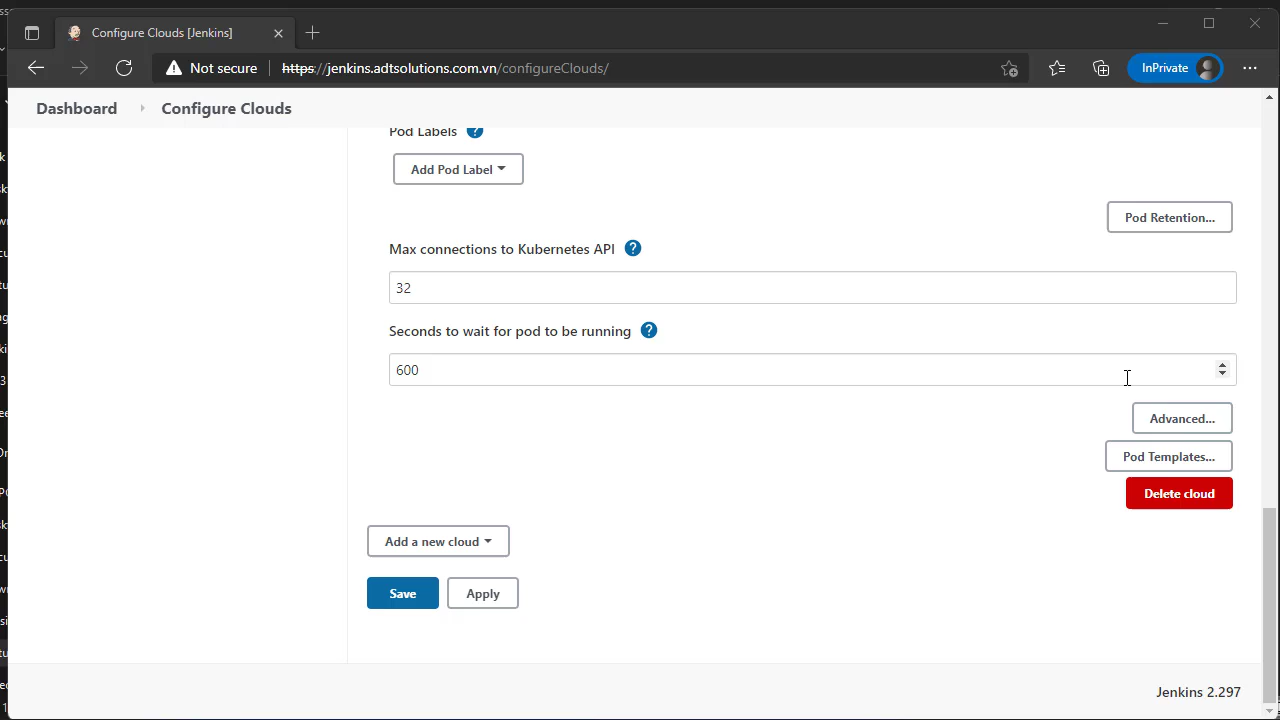 Configure Clouds [Jenkins]
Not secure https://jenkins.adtsolutions.com.vn/configureClouds/
InPrivate
Dashboard Configure Clouds
Pod Labels ?
Add Pod Label
Pod Retention...
Max connections to Kubernetes API ?
32
Seconds to wait for pod to be running ?
600
Advanced...
Pod Templates...
Delete cloud
Add a new cloud
Save Apply
Jenkins 2.297